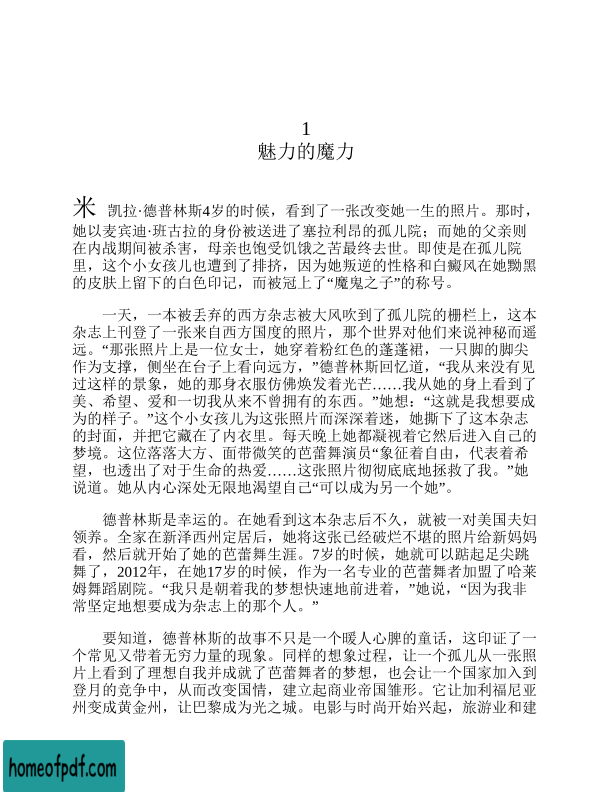 1
魅力的魔力
米 凯拉·德普林斯4岁的时候，看到了一张改变她一生的照片。那时，
她以麦宾迪·班古拉的身份被送进了塞拉利昂的孤儿院；而她的父亲则
在内战期间被杀害，母亲也饱受饥饿之苦最终去世。即使是在孤儿院
里，这个小女孩儿也遭到了排挤，因为她叛逆的性格和白癜风在她黝黑
的皮肤上留下的白色印记，而被冠上了“魔鬼之子”的称号。
一天，一本被丢弃的西方杂志被大风吹到了孤儿院的栅栏上，这本
杂志上刊登了一张来自西方国度的照片，那个世界对他们来说神秘而遥
远。“那张照片上是一位女士，她穿着粉红色的蓬蓬裙，一只脚的脚尖
作为支撑，侧坐在台子上看向远方，”德普林斯回忆道，“我从来没有见
过这样的景象，她的那身衣服仿佛焕发着光芒……我从她的身上看到了
美、希望、爱和一切我从来不曾拥有的东西。”她想：“这就是我想要成
为的样子。”这个小女孩儿为这张照片而深深着迷，她撕下了这本杂志
的封面，并把它藏在了内衣里。每天晚上她都凝视着它然后进入自己的
梦境。这位落落大方、面带微笑的芭蕾舞演员“象征着自由，代表着希
望，也透出了对于生命的热爱……这张照片彻彻底底地拯救了我。”她
说道。她从内心深处无限地渴望自己“可以成为另一个她”。
德普林斯是幸运的。在她看到这本杂志后不久，就被一对美国夫妇
领养。全家在新泽西州定居后，她将这张已经破烂不堪的照片给新妈妈
看，然后就开始了她的芭蕾舞生涯。7岁的时候，她就可以踮起足尖跳
舞了，2012年，在她17岁的时候，作为一名专业的芭蕾舞者加盟了哈莱
姆舞蹈剧院。“我只是朝着我的梦想快速地前进着，”她说，“因为我非
常坚定地想要成为杂志上的那个人。”
要知道，德普林斯的故事不只是一个暖人心脾的童话，这印证了一
个常见又带着无穷力量的现象。同样的想象过程，让一个孤儿从一张照
片上看到了理想自我并成就了芭蕾舞者的梦想，也会让一个国家加入到
登月的竞争中，从而改变国情，建立起商业帝国雏形。它让加利福尼亚
州变成黄金州，让巴黎成为光之城。电影与时尚开始兴起，旅游业和建
homeofpdf.com